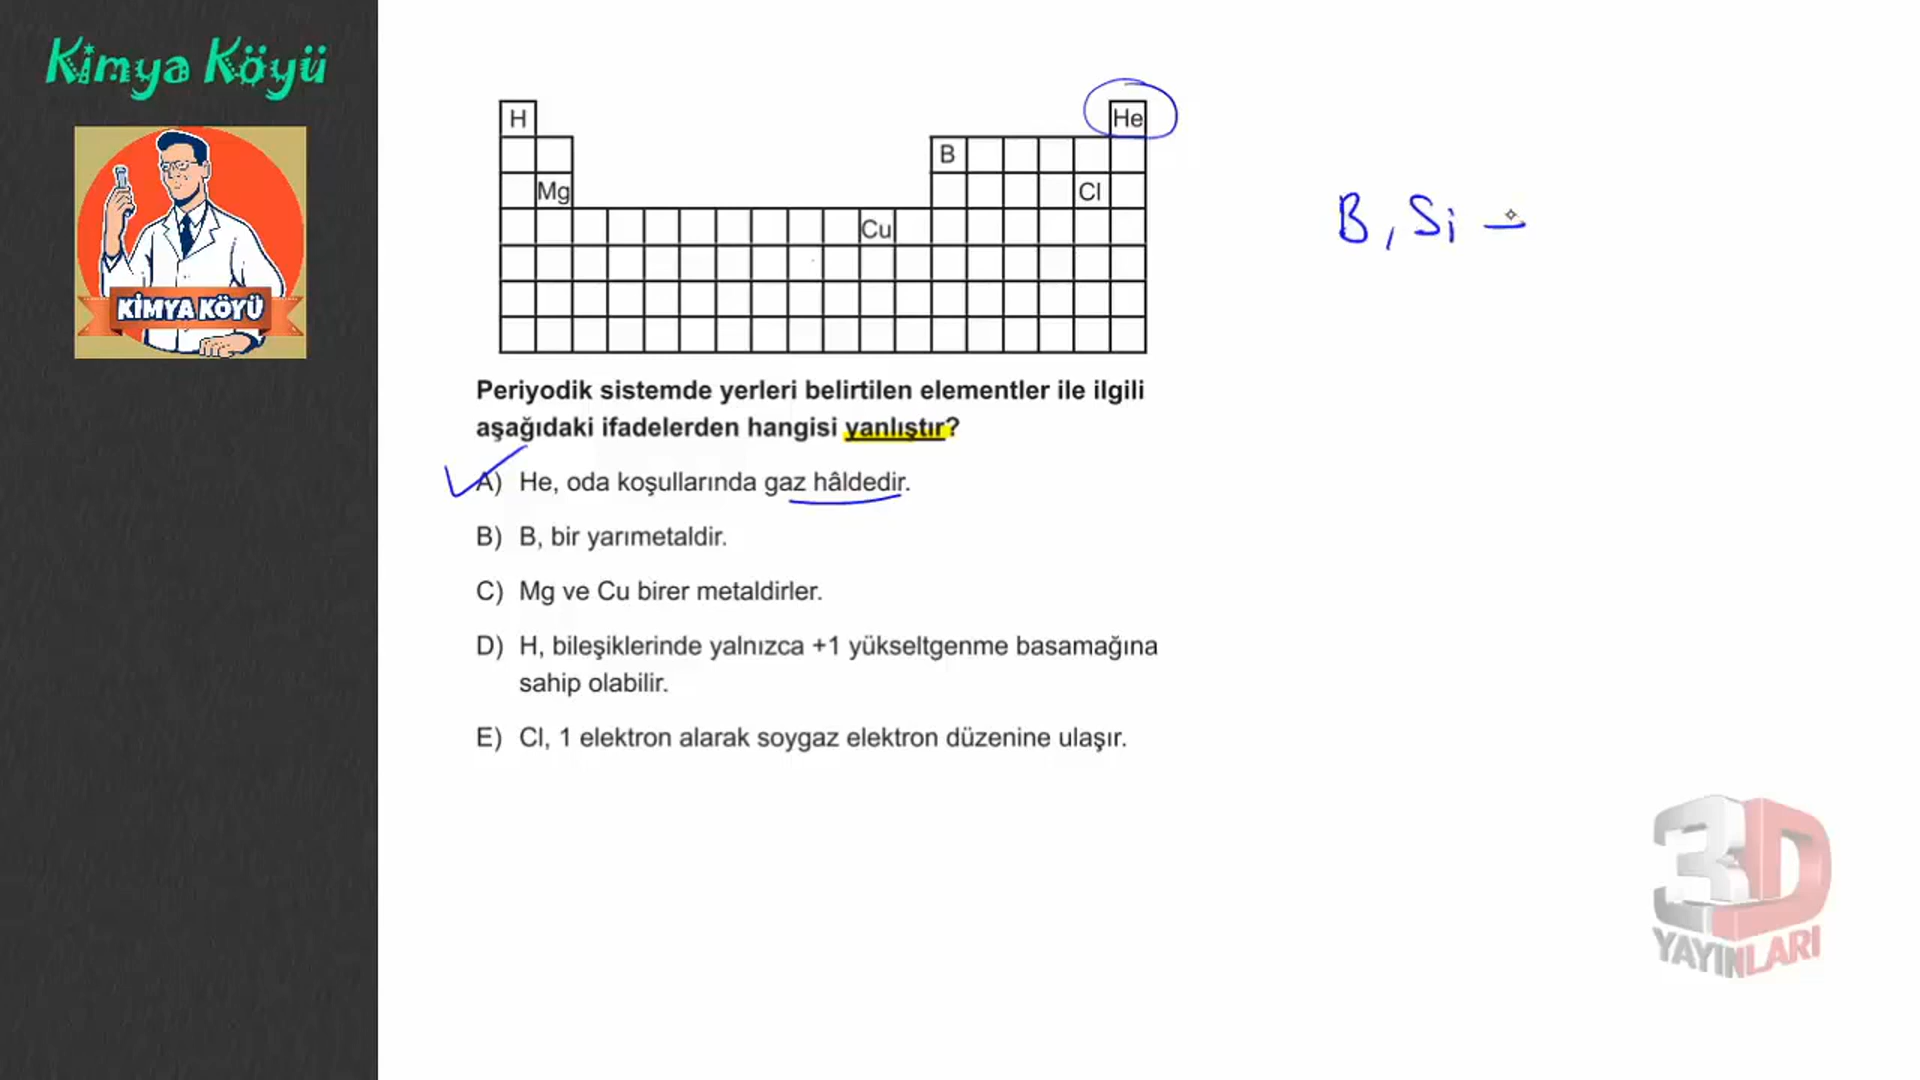 Kimya Köyü
KİMYA KÖYÜ
H
He
B
Mg
Cl
Cu
B, Si –
Periyodik sistemde yerleri belirtilen elementler ile ilgili
aşağıdaki ifadelerden hangisi yanlıştır?
A) He, oda koşullarında gaz hâldedir.
B) B, bir yarımetaldir.
C) Mg ve Cu birer metaldirler.
D) H, bileşiklerinde yalnızca +1 yükseltgenme basamağına
sahip olabilir.
E) Cl, 1 elektron alarak soygaz elektron düzenine ulaşır.
3D
YAYINLARI